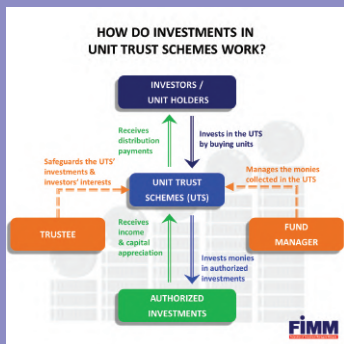 HOW DO INVESTMENTS IN
UNIT TRUST SCHEMES WORK?
INVESTORS /
UNIT HOLDERS
Receives
distribution
payments
Invests in the UTS
by buying units
Safeguards the UTS'
investments &
investors' interests
Manages the monies
collected in the UTS
UNIT TRUST
SCHEMES (UTS)
TRUSTEE
FUND
MANAGER
Receives
income
& capital
appreciation
Invests monies
in authorized
investments
AUTHORIZED
INVESTMENTS
FIMM